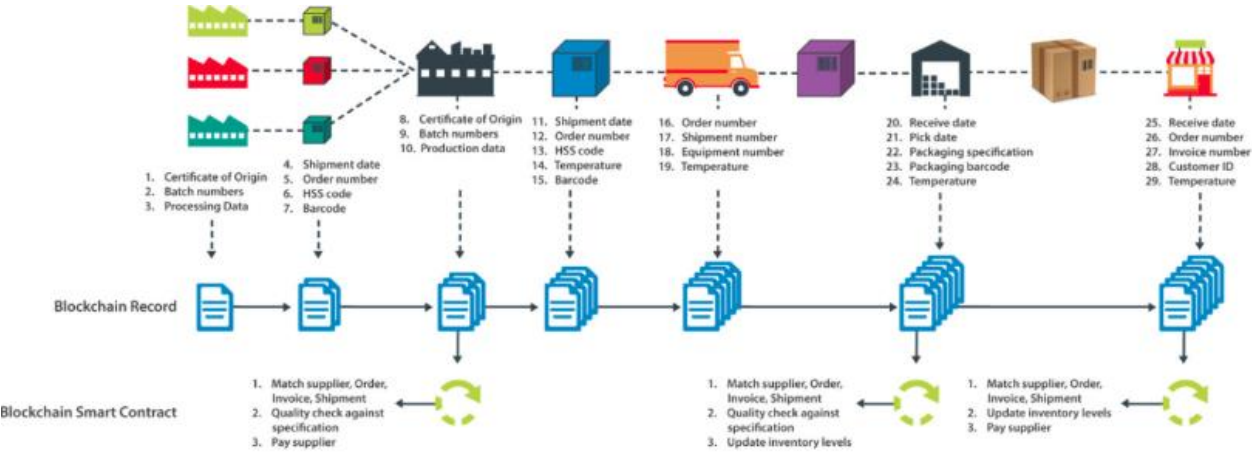 1. Certificate of Origin
2. Batch numbers
3. Processing Data
4. Shipment date
5. Order number
6. HSS code
7. Barcode
8. Certificate of Origin
9. Batch numbers
10. Production data
11. Shipment date
12. Order number
13. HSS code
14. Temperature
15. Barcode
16. Order number
17. Shipment number
18. Equipment number
19. Temperature
20. Receive date
21. Pick date
22. Packaging specification
23. Packaging barcode
24. Temperature
25. Receive date
26. Order number
27. Invoice number
28. Customer ID
29. Temperature
Blockchain Record
Blockchain Smart Contract
1. Match supplier, Order,
Invoice, Shipment
2. Quality check against
specification
3. Pay supplier
1. Match supplier, Order,
Invoice, Shipment
2. Quality check against
specification
3. Update inventory levels
1. Match supplier, Order,
Invoice, Shipment
2. Update inventory levels
3. Pay supplier